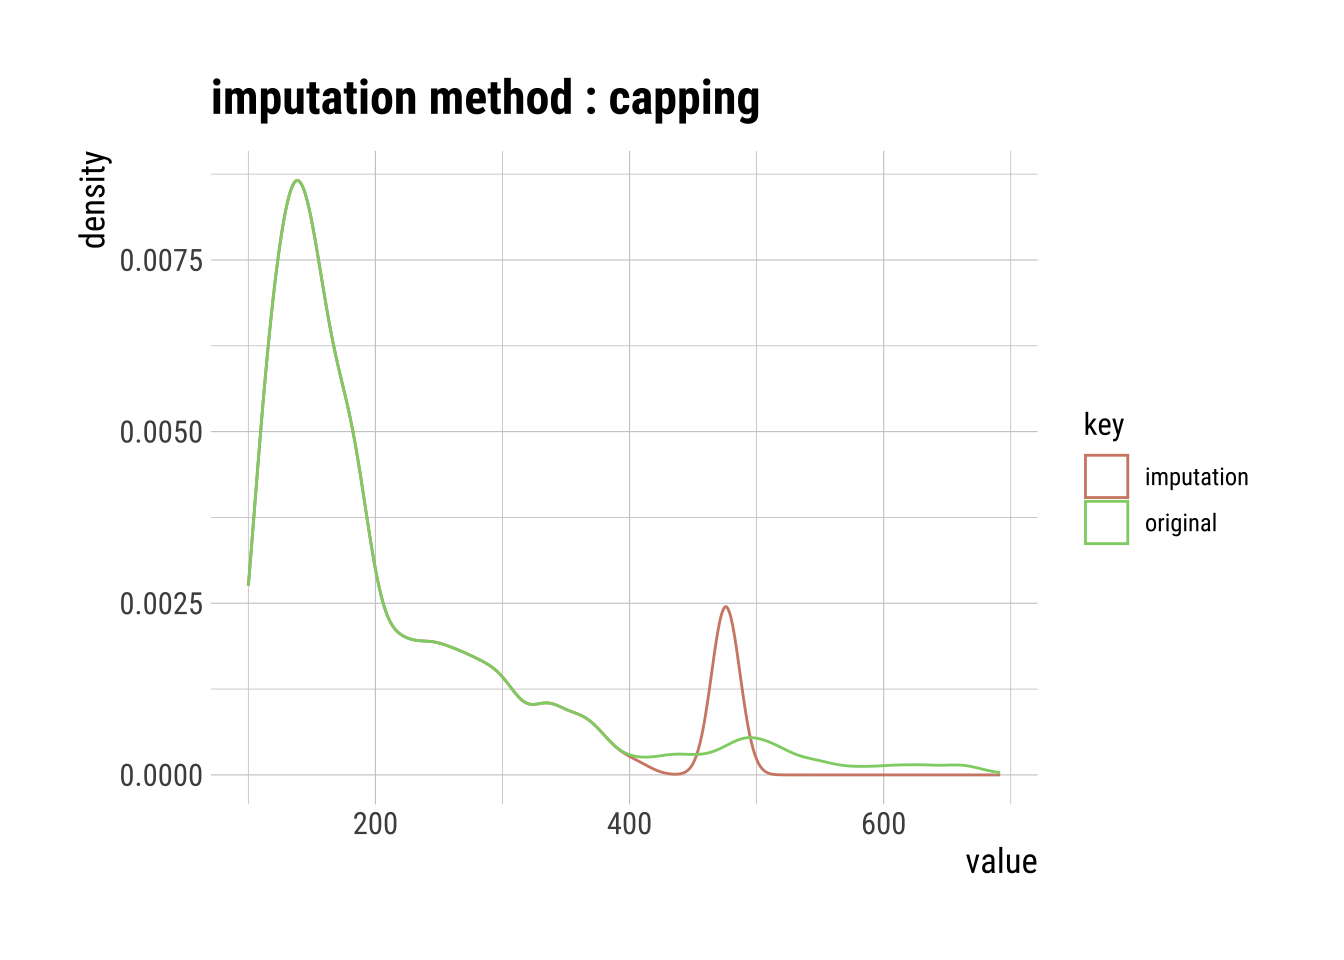 imputation method : capping
density
0.0075
0.0050
0.0025
0.0000
200
400
600
value
key
imputation
original